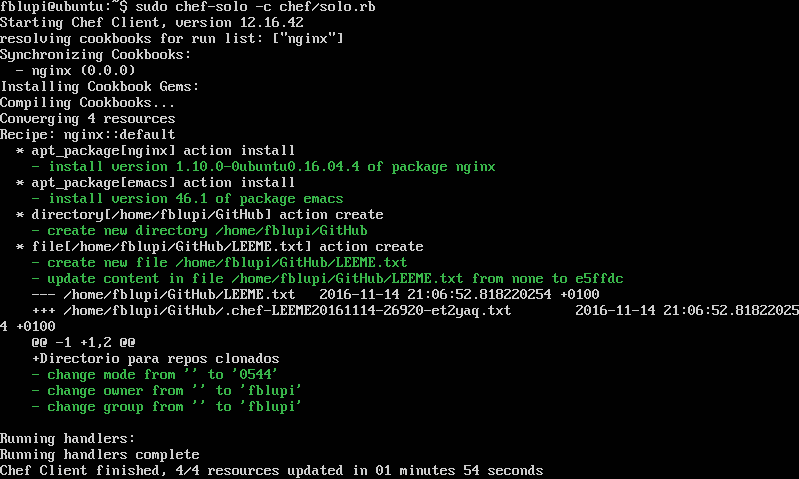 fblupi@ubuntu:~$ sudo chef-solo -c chef/solo.rb
Starting Chef Client, version 12.16.42
resolving cookbooks for run list: ["nginx"]
Synchronizing Cookbooks:
  - nginx (0.0.0)
Installing Cookbook Gems:
Compiling Cookbooks...
Converging 4 resources
Recipe: nginx::default
  * apt_package[nginx] action install
    - install version 1.10.0-0ubuntu0.16.04.4 of package nginx
  * apt_package[emacs] action install
    - install version 46.1 of package emacs
  * directory[/home/fblupi/GitHub] action create
    - create new directory /home/fblupi/GitHub
  * file[/home/fblupi/GitHub/LEEME.txt] action create
    - create new file /home/fblupi/GitHub/LEEME.txt
    - update content in file /home/fblupi/GitHub/LEEME.txt from none to e5ffdc
    --- /home/fblupi/GitHub/LEEME.txt   2016-11-14 21:06:52.818220254 +0100
    +++ /home/fblupi/GitHub/.chef-LEEME20161114-26920-et2yaq.txt        2016-11-14 21:06:52.81822025
4 +0100
    @@ -1 +1,2 @@
    +Directorio para repos clonados
    - change mode from '' to '0544'
    - change owner from '' to 'fblupi'
    - change group from '' to 'fblupi'

Running handlers:
Running handlers complete
Chef Client finished, 4/4 resources updated in 01 minutes 54 seconds